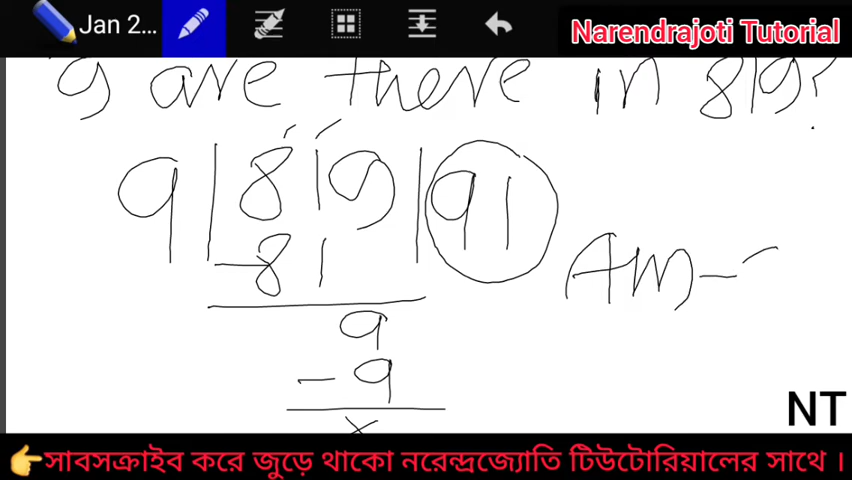 Jan 2...
Narendrajoti Tutorial
9 are there in 819?
9|819|91
-81
Ans-
9
-9
x
NT
👉সাবসক্রাইব করে জুড়ে থাকো নরেন্দ্রজ্যোতি টিউটোরিয়ালের সাথে ।